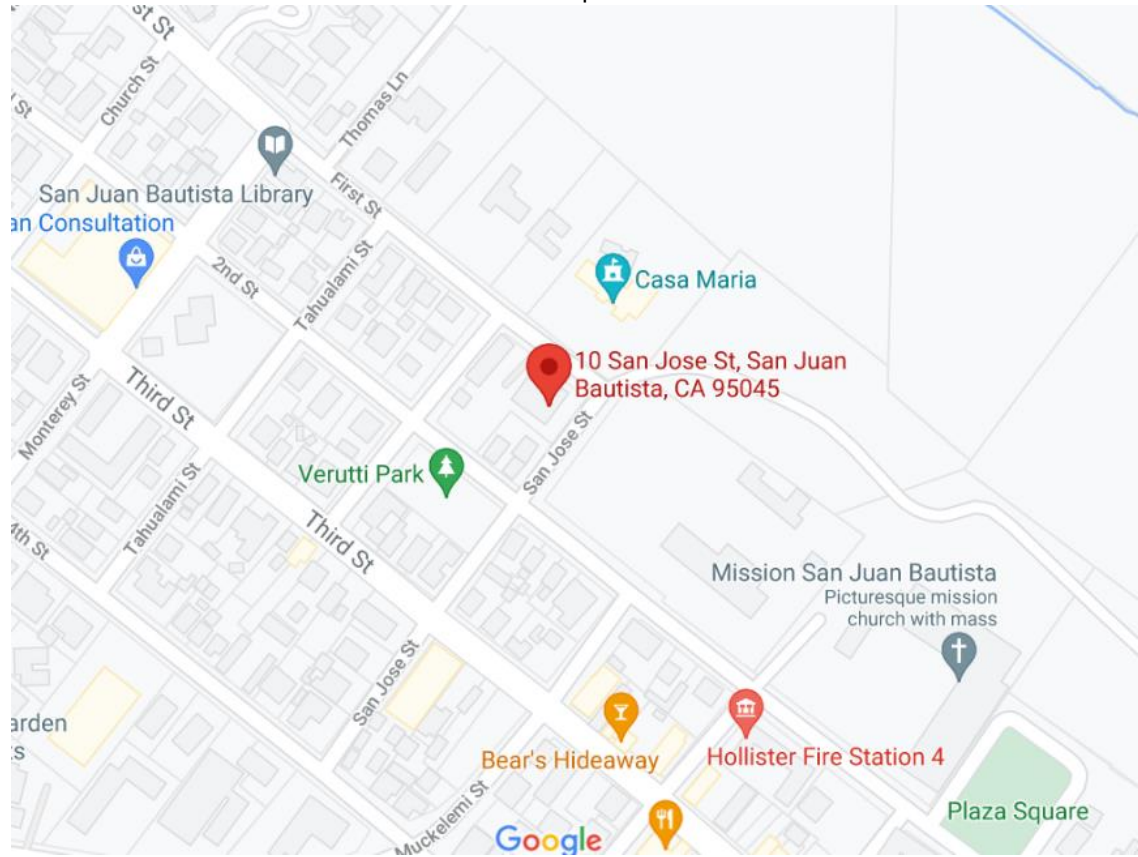 st St
Church St
St
Thomas Ln
San Juan Bautista Library
First St
an Consultation
2nd St
Tahualami St
Casa Maria
10 San Jose St, San Juan
Bautista, CA 95045
Monterey St
Third St
San Jose St
Verutti Park
Tahualami St
Third St
4th St
Mission San Juan Bautista
Picturesque mission
church with mass
San Jose St
arden
s
Bear's Hideaway
Hollister Fire Station 4
Muckelemi St
Plaza Square
Google